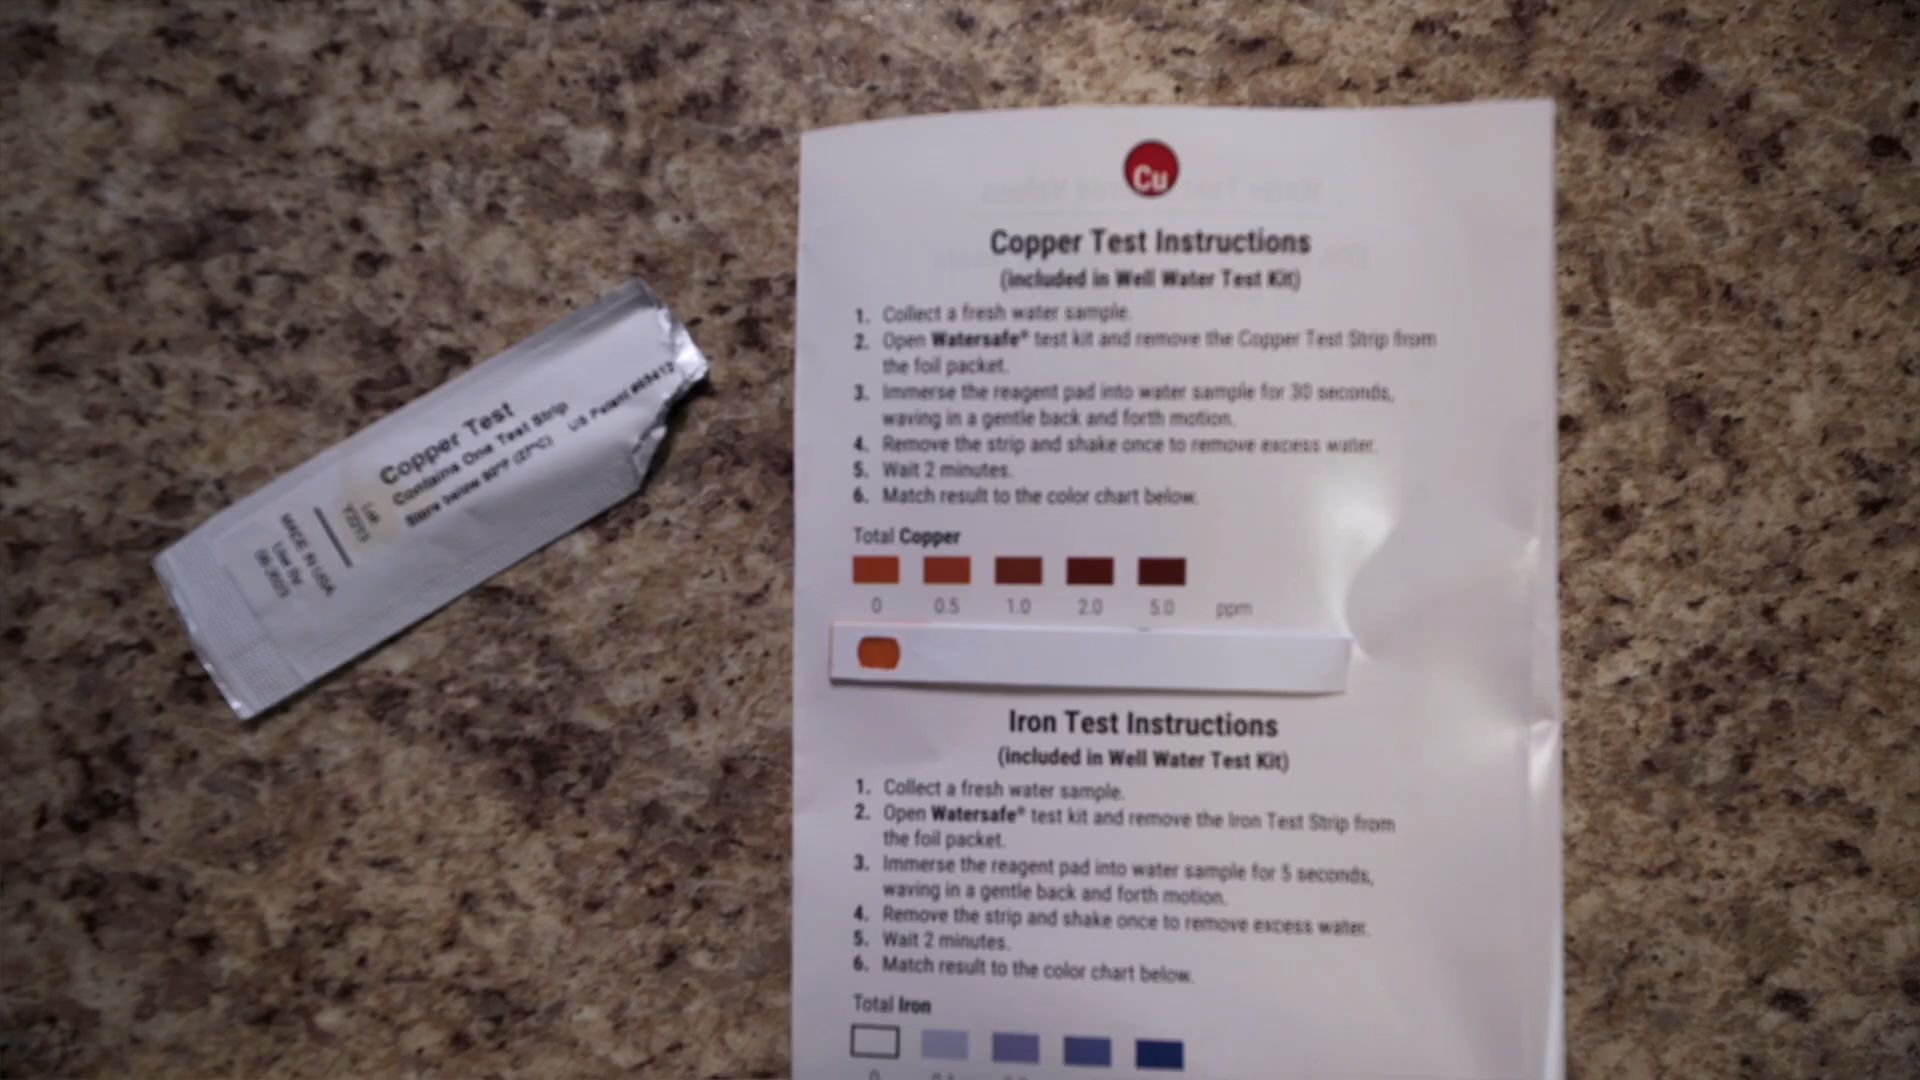 Copper Test
Contains One Test Strip
Store below 80°F (27°C)
US Patent
Lot
MADE IN USA
Use By
Cu
Copper Test Instructions
(included in Well Water Test Kit)
1. Collect a fresh water sample.
2. Open Watersafe® test kit and remove the Copper Test Strip from
the foil packet.
3. Immerse the reagent pad into water sample for 30 seconds,
waving in a gentle back and forth motion.
4. Remove the strip and shake once to remove excess water.
5. Wait 2 minutes.
6. Match result to the color chart below.
Total Copper
0 0.5 1.0 2.0 5.0 ppm
Iron Test Instructions
(included in Well Water Test Kit)
1. Collect a fresh water sample.
2. Open Watersafe® test kit and remove the Iron Test Strip from
the foil packet.
3. Immerse the reagent pad into water sample for 5 seconds,
waving in a gentle back and forth motion.
4. Remove the strip and shake once to remove excess water.
5. Wait 2 minutes.
6. Match result to the color chart below.
Total Iron
0